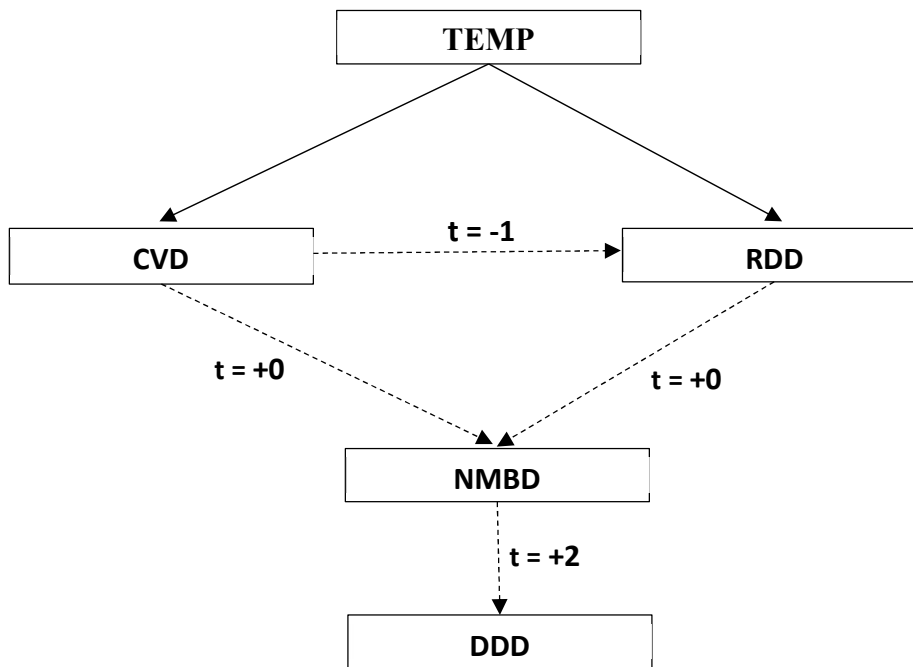 TEMP
t = -1
CVD
RDD
t = +0
t = +0
NMBD
t = +2
DDD